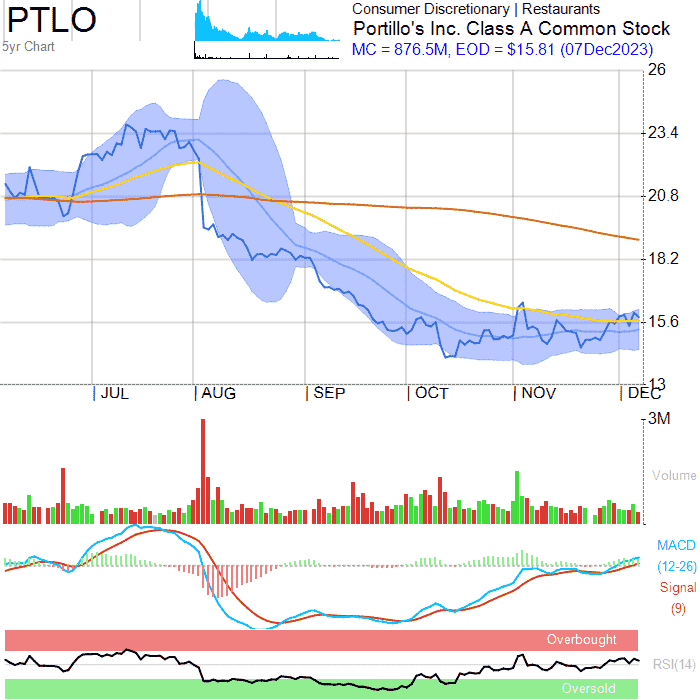 PTLO
5yr Chart
Consumer Discretionary | Restaurants
Portillo's Inc. Class A Common Stock
MC = 876.5M, EOD = $15.81 (07Dec2023)
26
23.4
20.8
18.2
15.6
13
JUL AUG SEP OCT NOV DEC
3M
Volume
MACD
(12-26)
Signal
(9)
Overbought
RSI(14)
Oversold